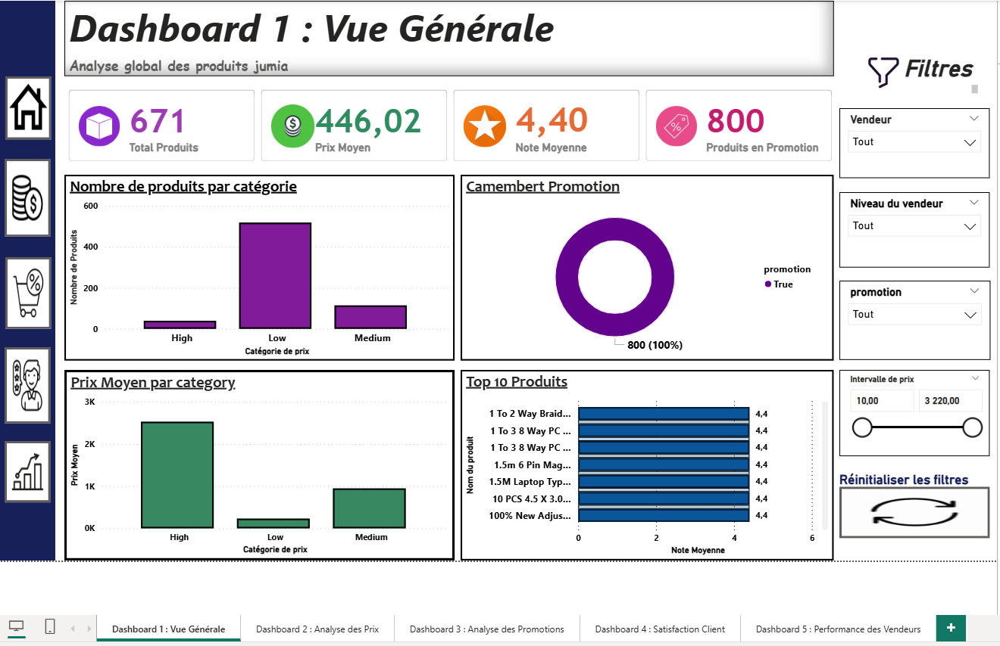 Dashboard 1 : Vue Générale
Analyse global des produits jumia
Filtres
671
Total Produits
446,02
Prix Moyen
4,40
Note Moyenne
800
Produits en Promotion
Vendeur
Tout
Niveau du vendeur
Tout
promotion
Tout
Intervalle de prix
10,00
3 220,00
Réinitialiser les filtres
Nombre de produits par catégorie
Nombre de Produits
600
400
200
0
High
Low
Medium
Catégorie de prix
Camembert Promotion
promotion
True
800 (100%)
Prix Moyen par category
Prix Moyen
3K
2K
1K
0K
High
Low
Medium
Catégorie de prix
Top 10 Produits
Nom du produit
1 To 2 Way Braid... 4,4
1 To 3 8 Way PC ... 4,4
1 To 3 8 Way PC ... 4,4
1.5m 6 Pin Mag... 4,4
1.5M Laptop Typ... 4,4
10 PCS 4.5 X 3.0... 4,4
100% New Adjus... 4,4
0 2 4 6
Note Moyenne
Dashboard 1 : Vue Générale
Dashboard 2 : Analyse des Prix
Dashboard 3 : Analyse des Promotions
Dashboard 4 : Satisfaction Client
Dashboard 5 : Performance des Vendeurs